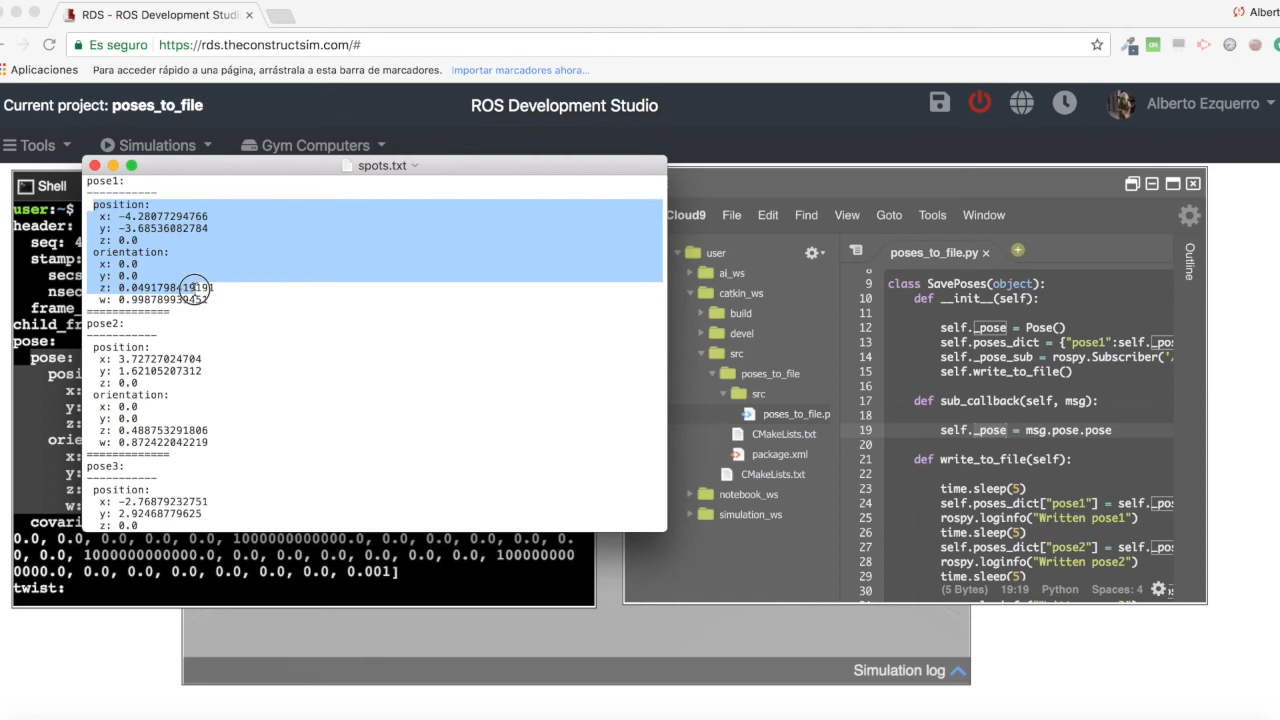 RDS - ROS Development Studi
Alberto
Es seguro
https://rds.theconstructsim.com/#
Aplicaciones
Para acceder rápido a una página, arrástrala a esta barra de marcadores.
Importar marcadores ahora...
Current project: poses_to_file
ROS Development Studio
Alberto Ezquerro
Tools
Simulations
Gym Computers
spots.txt
pose1:
-----------
position:
x: -4.28077294766
y: -3.68536082784
z: 0.0
orientation:
x: 0.0
y: 0.0
w: 0.998789939451
=============
pose2:
-----------
position:
x: 3.72727024704
y: 1.62105207312
z: 0.0
orientation:
x: 0.0
y: 0.0
z: 0.488753291806
w: 0.872422042219
=============
pose3:
-----------
position:
x: -2.76879232751
y: 2.92468779625
z: 0.0
Shell
user:~$
header:
seq: 4
stamp:
secs
nsec
frame_
child_fr
pose:
pose:
posi
x:
y:
z:
orie
x:
y:
z:
w:
covari
0.0, 0.0, 0.0, 0.0, 1000000000000.0, 0.0, 0.0, 0.0, 0.
0, 0.0, 1000000000000.0, 0.0, 0.0, 0.0, 0.0, 0.0, 100000000
0000.0, 0.0, 0.0, 0.0, 0.0, 0.0, 0.0, 0.001]
twist:
Cloud9 File Edit Find View Goto Tools Window
user
ai_ws
catkin_ws
build
devel
src
poses_to_file
src
poses_to_file.p
CMakeLists.txt
package.xml
CMakeLists.txt
notebook_ws
simulation_ws
poses_to_file.py
Outline
8
9 class SavePoses(object):
10 def __init__(self):
11
12 self._pose = Pose()
13 self.poses_dict = {"pose1":self._pos
14 self._pose_sub = rospy.Subscriber('/
15 self.write_to_file()
16
17 def sub_callback(self, msg):
18
19 self._pose = msg.pose.pose
20
21 def write_to_file(self):
22
23 time.sleep(5)
24 self.poses_dict["pose1"] = self._pos
25 rospy.loginfo("Written pose1")
26 time.sleep(5)
27 self.poses_dict["pose2"] = self._pos
28 rospy.loginfo("Written pose2")
29 time.sleep(5)
30
(5 Bytes) 19:19 Python Spaces: 4
Simulation log